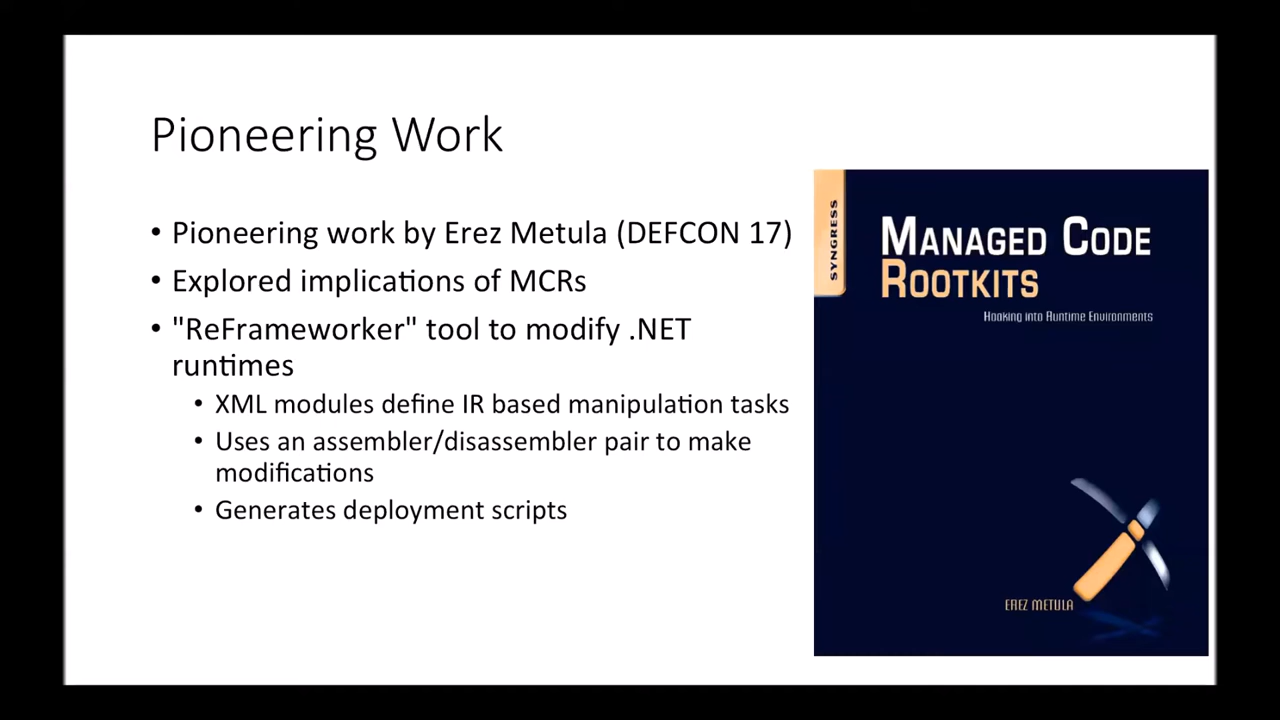 Pioneering Work
• Pioneering work by Erez Metula (DEFCON 17)
• Explored implications of MCRs
• "ReFrameworker" tool to modify .NET
runtimes
• XML modules define IR based manipulation tasks
• Uses an assembler/disassembler pair to make
modifications
• Generates deployment scripts
SYNGRESS
MANAGED CODE
ROOTKITS
Hooking into Runtime Environments
EREZ METULA